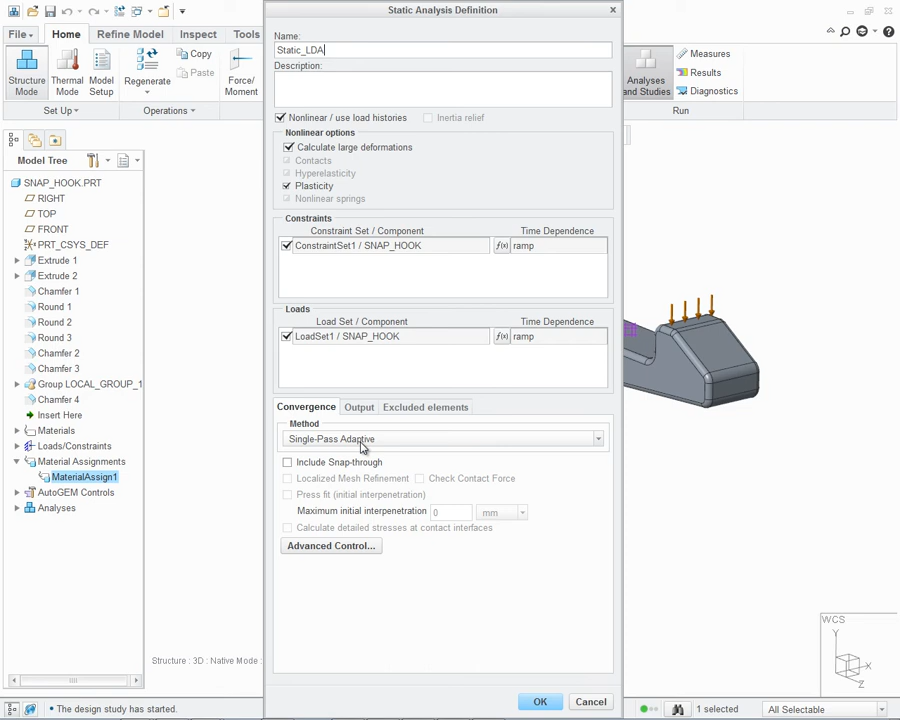 Static Analysis Definition
File
Home
Refine Model
Inspect
Tools
Structure Mode
Thermal Mode
Model Setup
Regenerate
Copy
Paste
Force/ Moment
Analyses and Studies
Measures
Results
Diagnostics
Set Up
Operations
Run
Model Tree
SNAP_HOOK.PRT
RIGHT
TOP
FRONT
PRT_CSYS_DEF
Extrude 1
Extrude 2
Chamfer 1
Round 1
Round 2
Round 3
Chamfer 2
Chamfer 3
Group LOCAL_GROUP_1
Chamfer 4
Insert Here
Materials
Loads/Constraints
Material Assignments
MaterialAssign1
AutoGEM Controls
Analyses
Name:
Static_LDA
Description:
Nonlinear / use load histories
Inertia relief
Nonlinear options
Calculate large deformations
Contacts
Hyperelasticity
Plasticity
Nonlinear springs
Constraints
Constraint Set / Component
Time Dependence
ConstraintSet1 / SNAP_HOOK
f(x) ramp
Loads
Load Set / Component
Time Dependence
LoadSet1 / SNAP_HOOK
f(x) ramp
Convergence
Output
Excluded elements
Method
Single-Pass Adaptive
Include Snap-through
Localized Mesh Refinement
Check Contact Force
Press fit (initial interpenetration)
Maximum initial interpenetration 0 mm
Calculate detailed stresses at contact interfaces
Advanced Control...
Structure : 3D : Native Mode :
WCS
Y
X
Z
OK
Cancel
• The design study has started.
1 selected
All Selectable